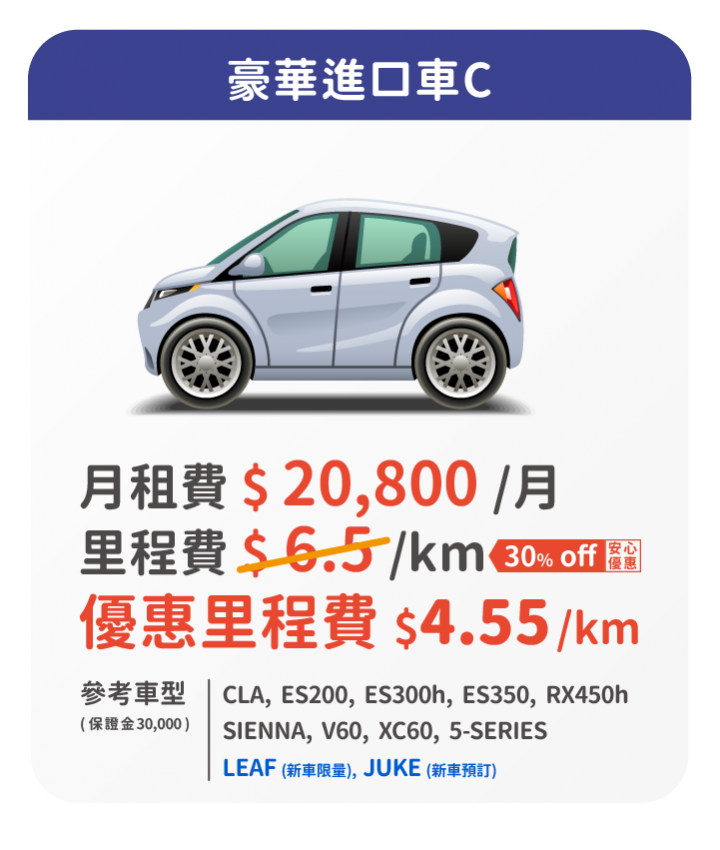 豪華進口車C
月租費 $ 20,800 /月
里程費 $ 6.5 /km 30% off 安心優惠
優惠里程費 $4.55/km
參考車型
(保證金30,000)
CLA, ES200, ES300h, ES350, RX450h
SIENNA, V60, XC60, 5-SERIES
LEAF (新車限量), JUKE (新車預訂)